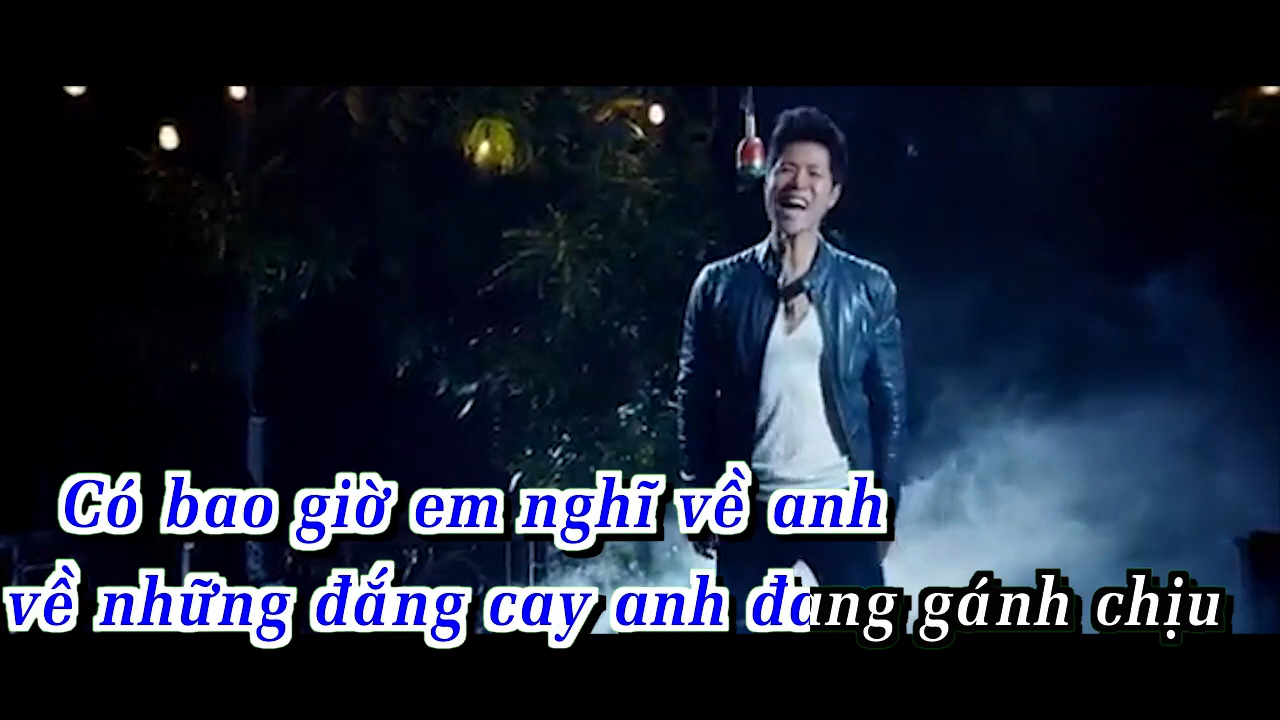 Có bao giờ em nghĩ về anh
về những đắng cay anh đang gánh chịu